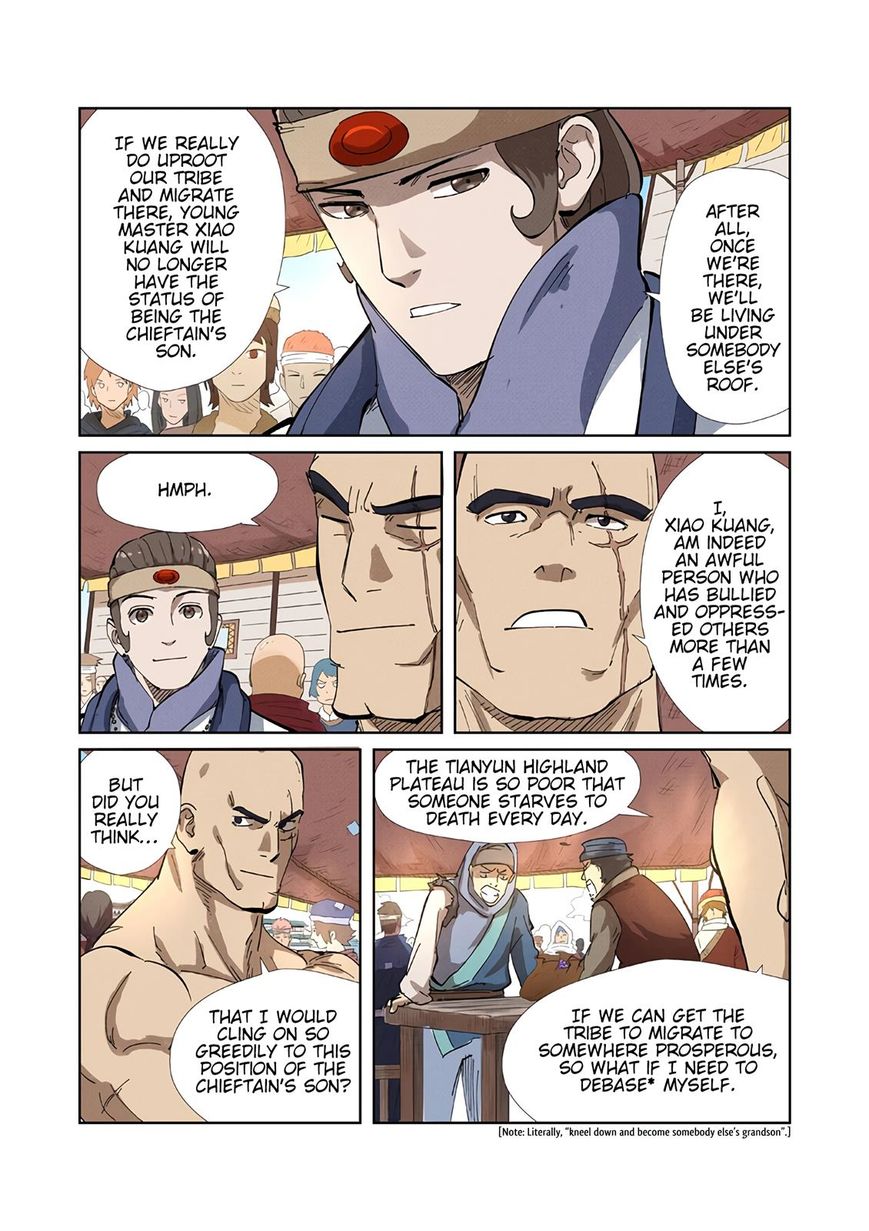 IF WE REALLY
DO UPROOT
OUR TRIBE
AND MIGRATE
THERE, YOUNG
MASTER XIAO
KUANG WILL
NO LONGER
HAVE THE
STATUS OF
BEING THE
CHIEFTAIN'S
SON.
AFTER
ALL,
ONCE
WE'RE
THERE,
WE'LL
BE LIVING
UNDER
SOMEBODY
ELSE'S
ROOF.
HMPH.
I,
XIAO KUANG,
AM INDEED
AN AWFUL
PERSON WHO
HAS BULLIED
AND OPPRESS-
ED OTHERS
MORE THAN
A FEW
TIMES.
BUT
DID YOU
REALLY
THINK...
THAT I WOULD
CLING ON SO
GREEDILY TO THIS
POSITION OF THE
CHIEFTAIN'S SON?
THE TIANYUN HIGHLAND
PLATEAU IS SO POOR THAT
SOMEONE STARVES TO
DEATH EVERY DAY.
IF WE CAN GET THE
TRIBE TO MIGRATE TO
SOMEWHERE PROSPEROUS,
SO WHAT IF I NEED TO
DEBASE* MYSELF.
[Note: Literally, "kneel down and become somebody else's grandson".]